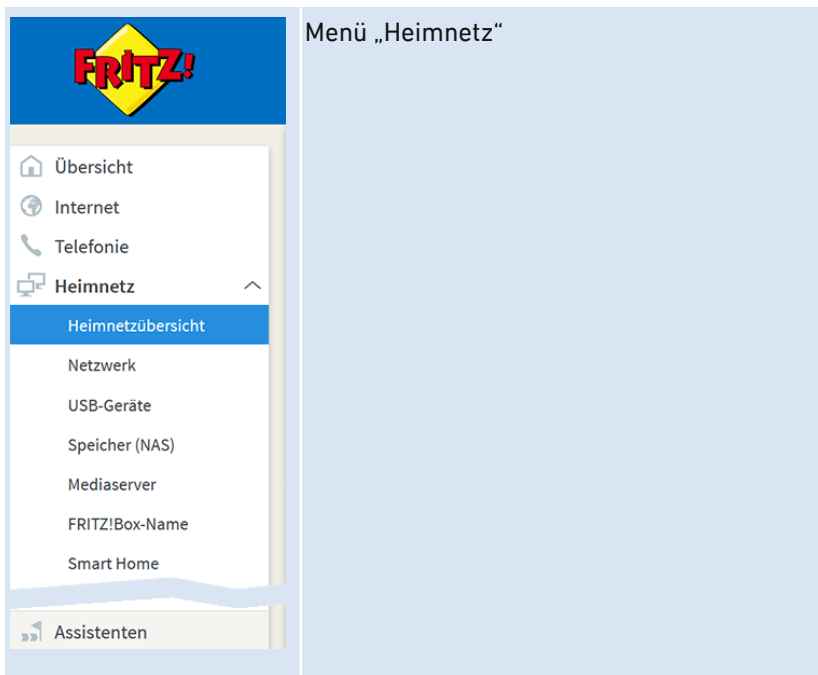 FRITZ!
Menü „Heimnetz“
Übersicht
Internet
Telefonie
Heimnetz
Heimnetzübersicht
Netzwerk
USB-Geräte
Speicher (NAS)
Mediaserver
FRITZ!Box-Name
Smart Home
Assistenten